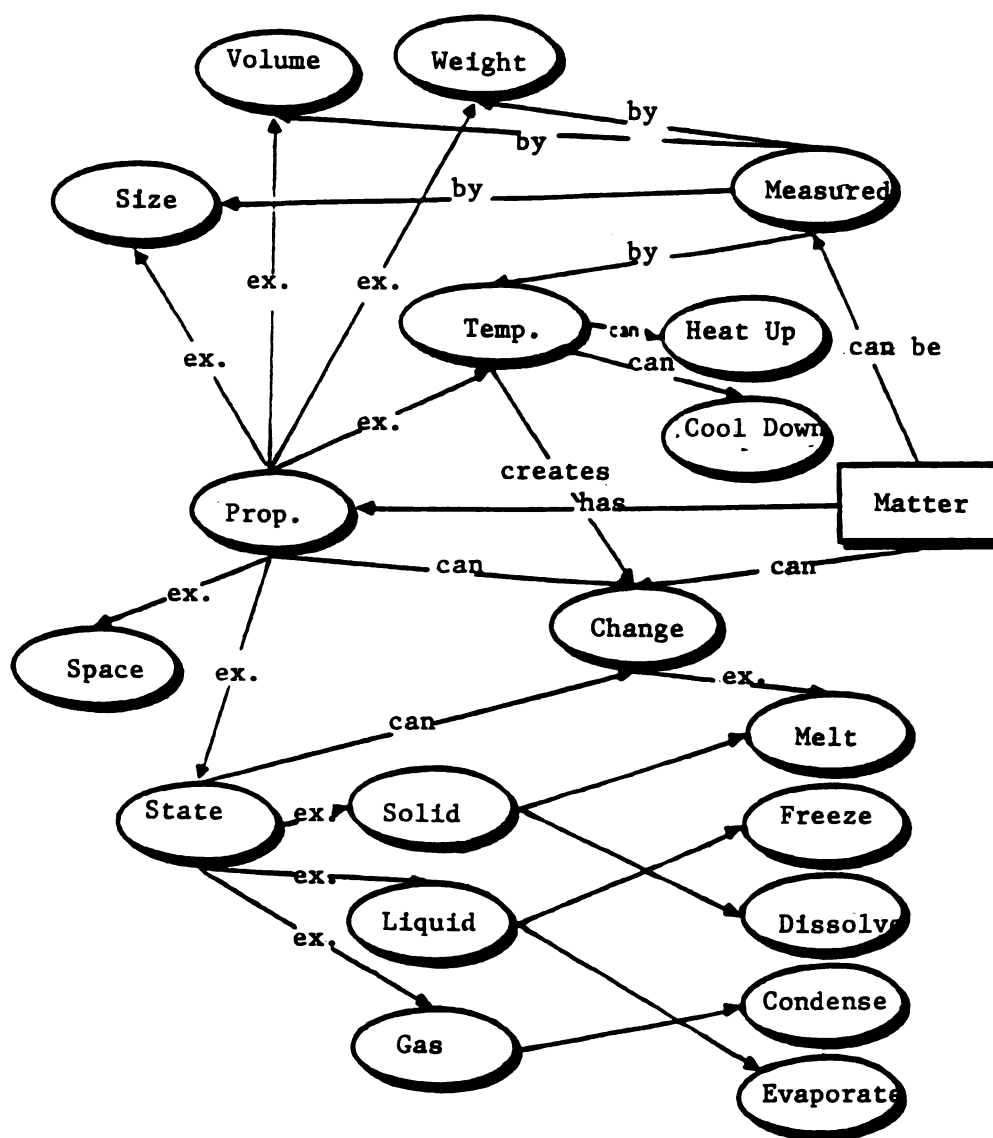 Volume
Weight
by
by
Size
by
Measured
by
ex.
ex.
Temp.
can
Heat Up
can be
ex.
can
ex.
Cool Down
creates
Prop.
has
Matter
can
can
ex.
Change
Space
ex.
ex.
can
Melt
State
ex.
Solid
Freeze
ex.
Liquid
Dissolve
ex.
Condense
Gas
Evaporate